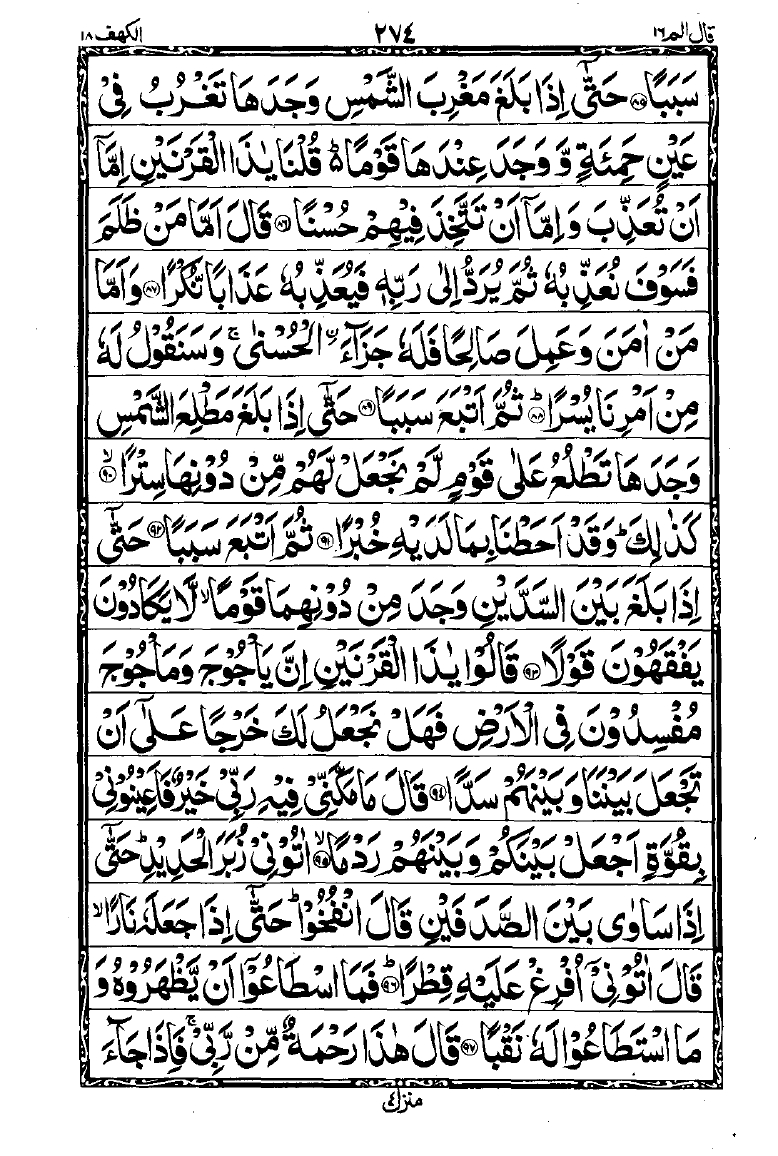 قال الم ١٦ ٢٧٤ الكهف ١٨
سَبَبًا ﴿٨٥﴾ حَتّٰٓى اِذَا بَلَغَ مَغْرِبَ الشَّمْسِ وَجَدَهَا تَغْرُبُ فِىْ
عَيْنٍ حَمِئَةٍ وَّ وَجَدَ عِنْدَهَا قَوْمًا ؕ قُلْنَا يٰذَا الْقَرْنَيْنِ اِمَّاۤ
اَنْ تُعَذِّبَ وَ اِمَّاۤ اَنْ تَتَّخِذَ فِيْهِمْ حُسْنًا ﴿٨٦﴾ قَالَ اَمَّا مَنْ ظَلَمَ
فَسَوْفَ نُعَذِّبُهٗ ثُمَّ يُرَدُّ اِلٰى رَبِّهٖ فَيُعَذِّبُهٗ عَذَابًا نُّكْرًا ﴿٨٧﴾ وَاَمَّا
مَنْ اٰمَنَ وَعَمِلَ صَالِحًا فَلَهٗ جَزَآءَ ۨ الْحُسْنٰى ۚ وَسَنَقُوْلُ لَهٗ
مِنْ اَمْرِنَا يُسْرًا ؕ ﴿٨٨﴾ ثُمَّ اَتْبَعَ سَبَبًا ﴿٨٩﴾ حَتّٰٓى اِذَا بَلَغَ مَطْلِعَ الشَّمْسِ
وَجَدَهَا تَطْلُعُ عَلٰى قَوْمٍ لَّمْ نَجْعَلْ لَّهُمْ مِّنْ دُوْنِهَا سِتْرًا ۙ ﴿٩٠﴾
كَذٰلِكَ ؕ وَقَدْ اَحَطْنَا بِمَا لَدَيْهِ خُبْرًا ﴿٩١﴾ ثُمَّ اَتْبَعَ سَبَبًا ﴿٩٢﴾ حَتّٰٓى
اِذَا بَلَغَ بَيْنَ السَّدَّيْنِ وَجَدَ مِنْ دُوْنِهِمَا قَوْمًا ۙ لَّا يَكَادُوْنَ
يَفْقَهُوْنَ قَوْلًا ﴿٩٣﴾ قَالُوْا يٰذَا الْقَرْنَيْنِ اِنَّ يَاْجُوْجَ وَمَاْجُوْجَ
مُفْسِدُوْنَ فِى الْاَرْضِ فَهَلْ نَجْعَلُ لَكَ خَرْجًا عَلٰٓى اَنْ
تَجْعَلَ بَيْنَنَا وَبَيْنَهُمْ سَدًّا ﴿٩٤﴾ قَالَ مَا مَكَّنِّىْ فِيْهِ رَبِّىْ خَيْرٌ فَاَعِيْنُوْنِىْ
بِقُوَّةٍ اَجْعَلْ بَيْنَكُمْ وَبَيْنَهُمْ رَدْمًا ۙ ﴿٩٥﴾ اٰتُوْنِىْ زُبَرَ الْحَدِيْدِ ؕ حَتّٰٓى
اِذَا سَاوٰى بَيْنَ الصَّدَفَيْنِ قَالَ انْفُخُوْا ؕ حَتّٰٓى اِذَا جَعَلَهٗ نَارًا ۙ
قَالَ اٰتُوْنِىْۤ اُفْرِغْ عَلَيْهِ قِطْرًا ؕ ﴿٩٦﴾ فَمَا اسْطَاعُوْۤا اَنْ يَّظْهَرُوْهُ وَ
مَا اسْتَطَاعُوْا لَهٗ نَقْبًا ﴿٩٧﴾ قَالَ هٰذَا رَحْمَةٌ مِّنْ رَّبِّىْ ۚ فَاِذَا جَآءَ
منزل ٤